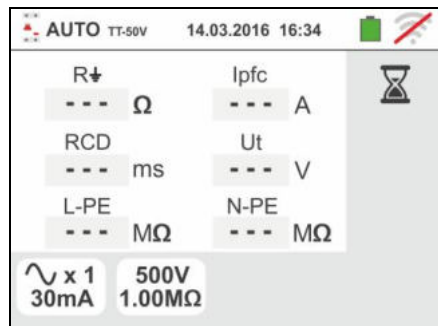 AUTO TT-50V 14.03.2016 16:34
R⏚ Ipfc
- - - Ω - - - A
RCD Ut
- - - ms - - - V
L-PE N-PE
- - - MΩ - - - MΩ
∿ x 1 500V
30mA 1.00MΩ